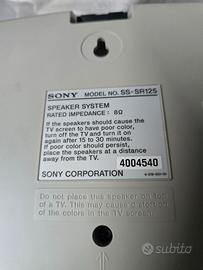 SONY MODEL NO. SS-SR125
SPEAKER SYSTEM
RATED IMPEDANCE : 8Ω
If the speakers should cause the
TV screen to have poor color,
turn off the TV and turn it on
again after 15 to 30 minutes.
If poor color should persist,
place the speakers at a distance
away from the TV.
4004540
SONY CORPORATION
Do not place this speaker on top
of a TV. This may cause distortion
of the colors in the TV screen.
subito